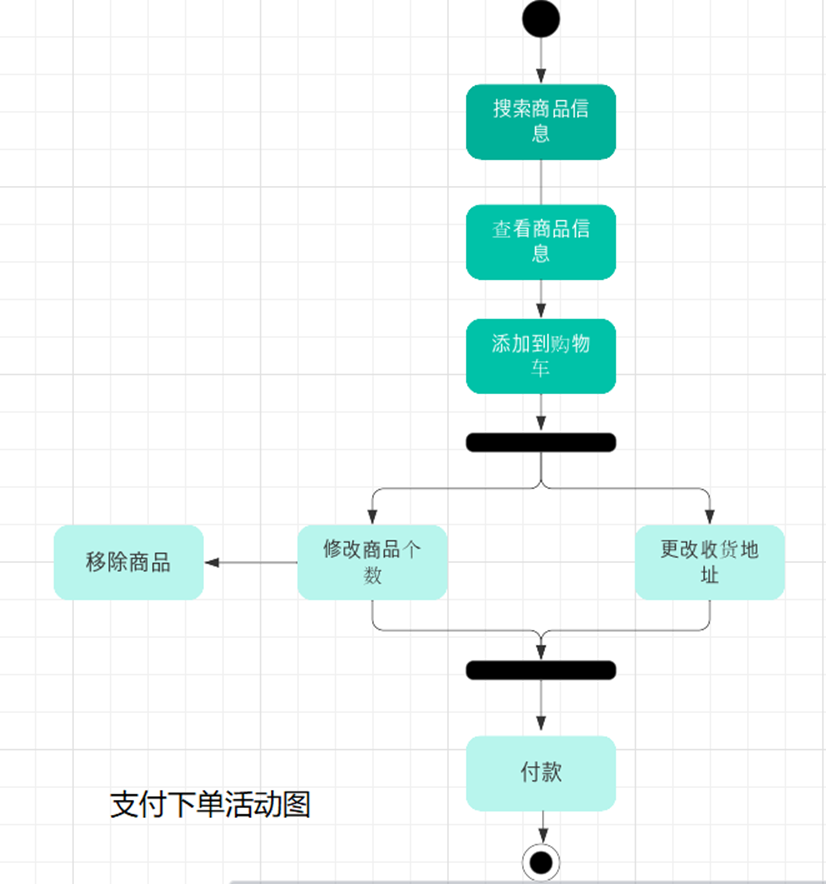 搜索商品信
息
查看商品信
息
添加到购物
车
移除商品
修改商品个
数
更改收货地
址
付款
支付下单活动图